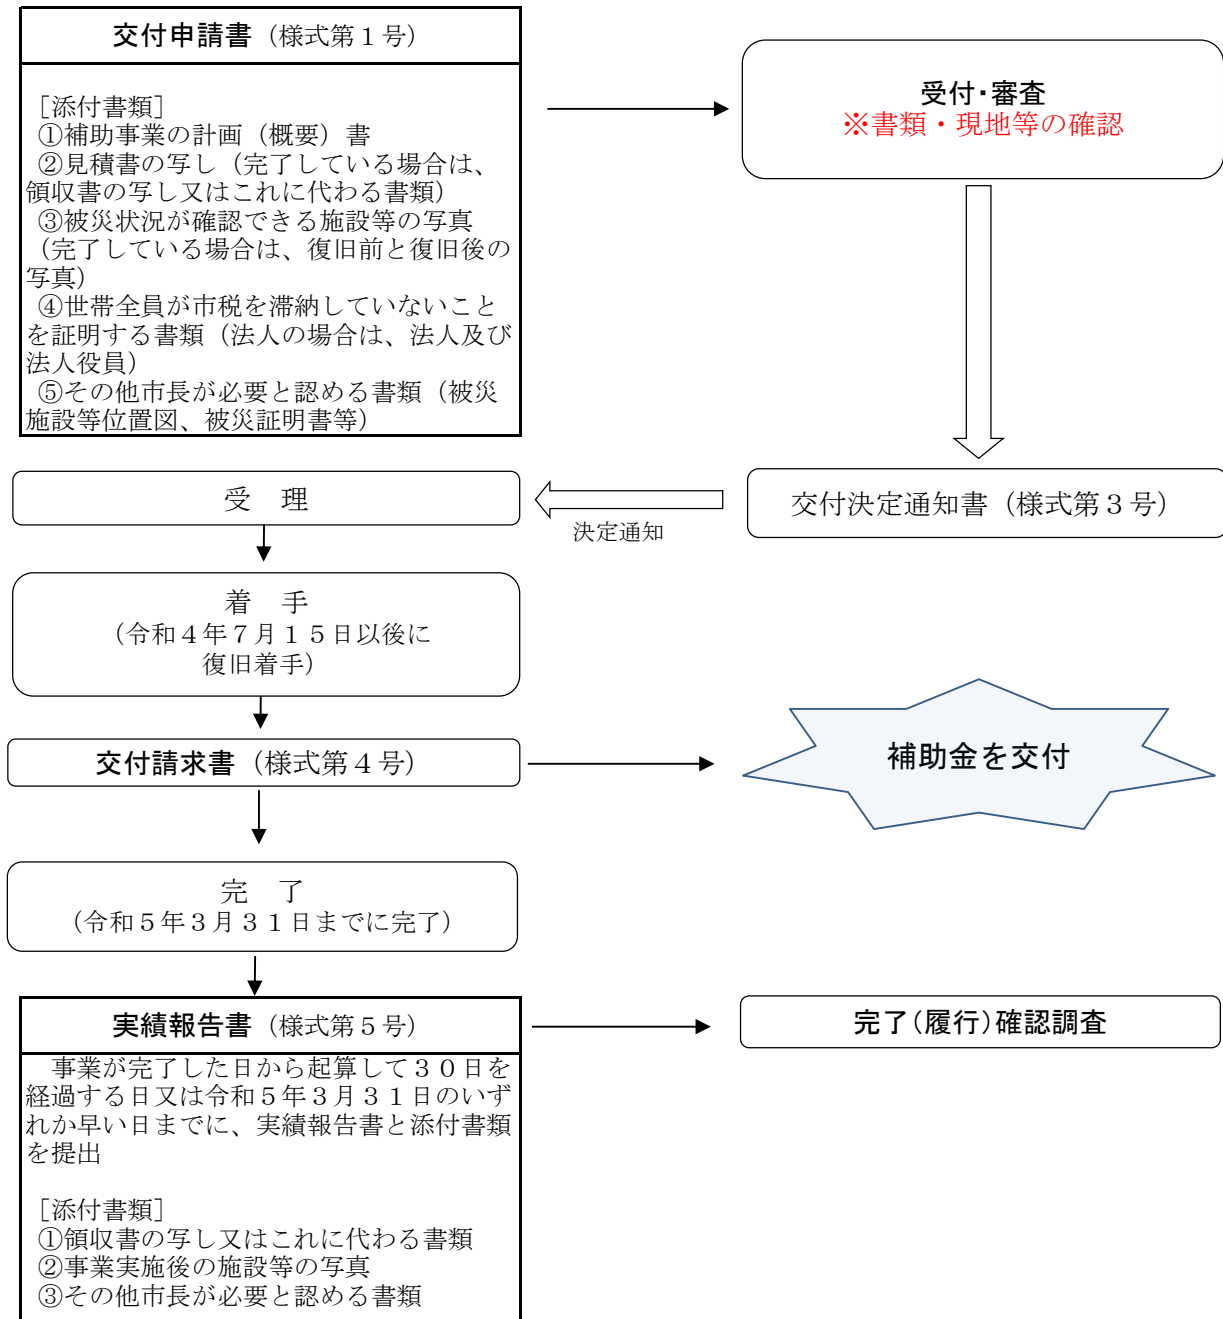 交付申請書（様式第１号）
［添付書類］
①補助事業の計画（概要）書
②見積書の写し（完了している場合は、
領収書の写し又はこれに代わる書類）
③被災状況が確認できる施設等の写真
（完了している場合は、復旧前と復旧後の
写真）
④世帯全員が市税を滞納していないこと
を証明する書類（法人の場合は、法人及び
法人役員）
⑤その他市長が必要と認める書類（被災
施設等位置図、被災証明書等）
受付・審査
※書類・現地等の確認
受　理
決定通知
交付決定通知書（様式第３号）
着　手
（令和４年７月１５日以後に
復旧着手）
交付請求書（様式第４号）
補助金を交付
完　了
（令和５年３月３１日までに完了）
実績報告書（様式第５号）
完了（履行）確認調査
事業が完了した日から起算して３０日を
経過する日又は令和５年３月３１日のいず
れか早い日までに、実績報告書と添付書類
を提出
［添付書類］
①領収書の写し又はこれに代わる書類
②事業実施後の施設等の写真
③その他市長が必要と認める書類